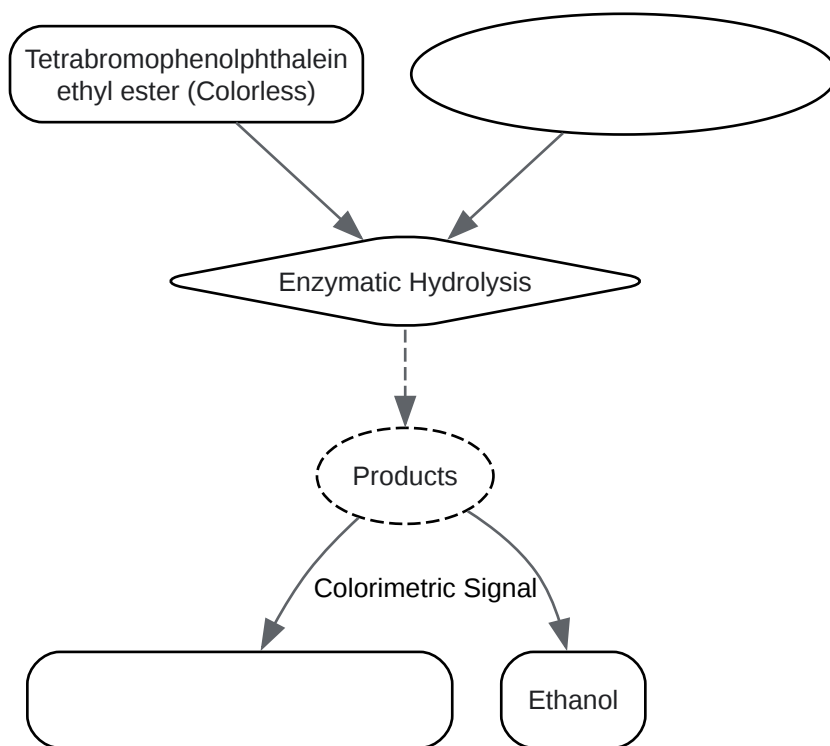 Tetrabromophenolphthalein
ethyl ester (Colorless)
Enzymatic Hydrolysis
Products
Colorimetric Signal
Ethanol